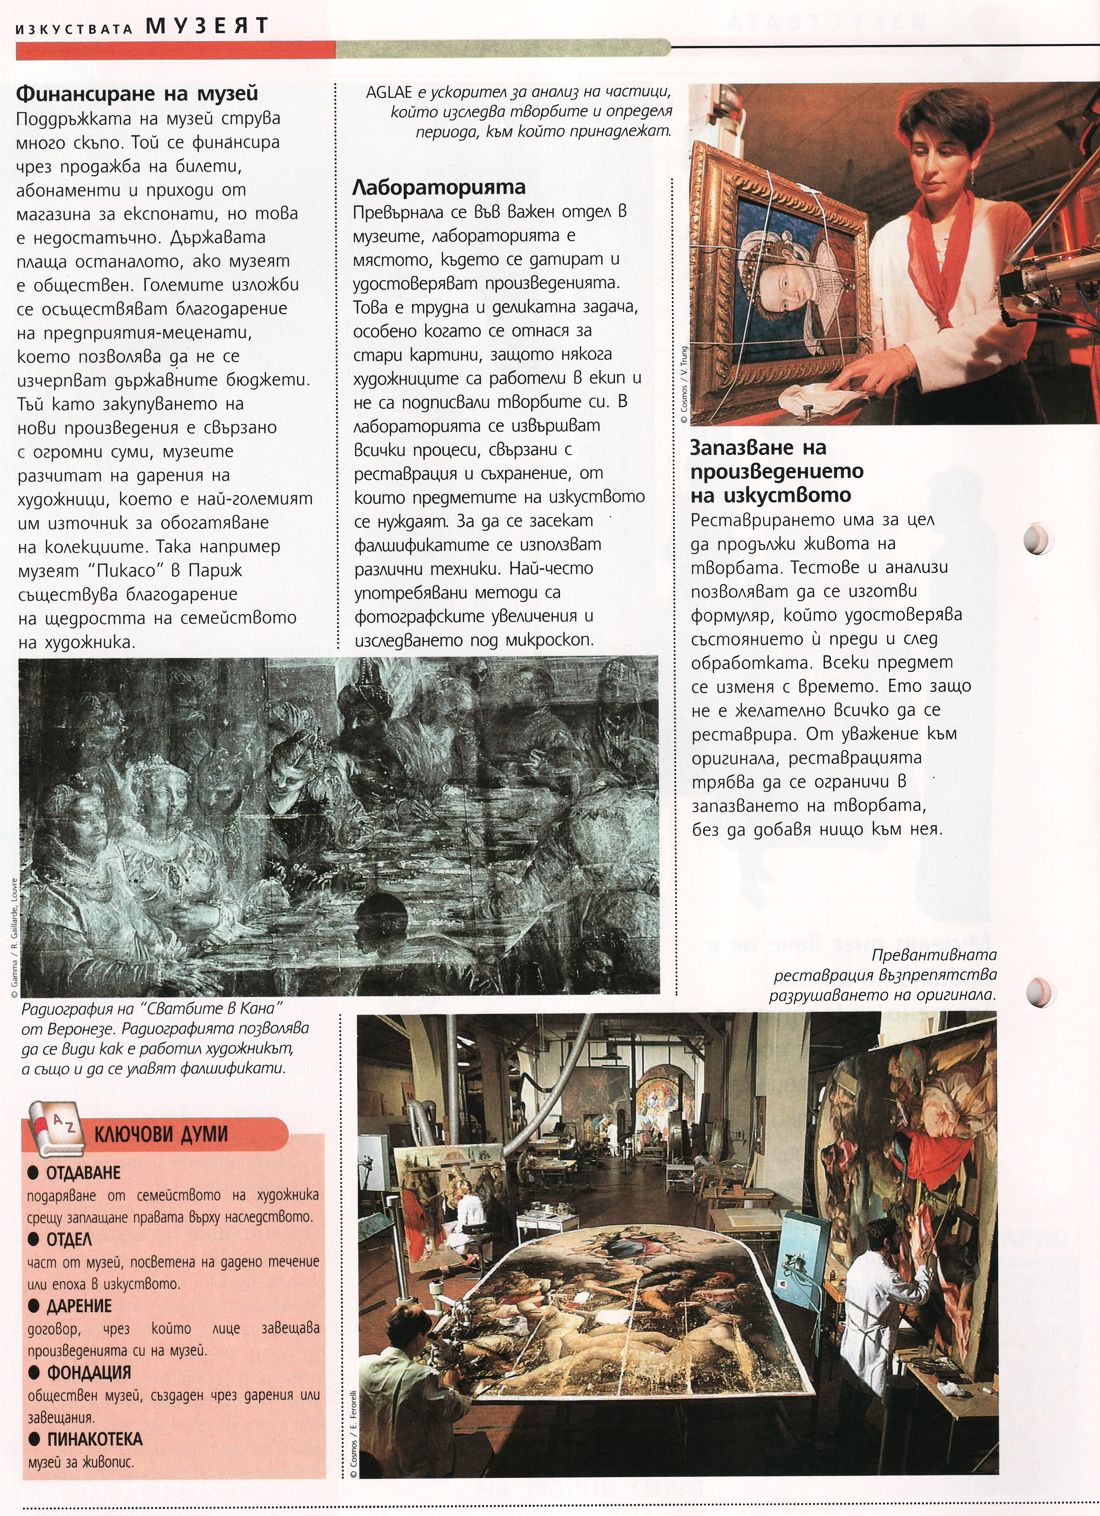 ИЗКУСТВАТА МУЗЕЯТ
Финансиране на музей
Поддръжката на музей струва
много скъпо. Той се финансира
чрез продажба на билети,
абонаменти и приходи от
магазина за експонати, но това
е недостатъчно. Държавата
плаща останалото, ако музеят
е обществен. Големите изложби
се осъществяват благодарение
на предприятия-меценати,
което позволява да не се
изчерпват държавните бюджети.
Тъй като закупуването на
нови произведения е свързано
с огромни суми, музеите
разчитат на дарения на
художници, което е най-големият
им източник за обогатяване
на колекциите. Така например
музеят “Пикасо” в Париж
съществува благодарение
на щедростта на семейството
на художника.
AGLAE е ускорител за анализ на частици,
който изследва творбите и определя
периода, към който принадлежат.
Лабораторията
Превърнала се във важен отдел в
музеите, лабораторията е
мястото, където се датират и
удостоверяват произведенията.
Това е трудна и деликатна задача,
особено когато се отнася за
стари картини, защото някога
художниците са работели в екип и
не са подписвали творбите си. В
лабораторията се извършват
всички процеси, свързани с
реставрация и съхранение, от
които предметите на изкуството
се нуждаят. За да се засекат
фалшификатите се използват
различни техники. Най-често
употребявани методи са
фотографските увеличения и
изследването под микроскоп.
© Cosmos / V. Trung
Запазване на
произведението
на изкуството
Реставрирането има за цел
да продължи живота на
творбата. Тестове и анализи
позволяват да се изготви
формуляр, който удостоверява
състоянието ѝ преди и след
обработката. Всеки предмет
се изменя с времето. Ето защо
не е желателно всичко да се
реставрира. От уважение към
оригинала, реставрацията
трябва да се ограничи в
запазването на творбата,
без да добавя нищо към нея.
© Gamma / R. Gaillarde, Louvre
Радиография на “Сватбите в Кана”
от Веронезе. Радиографията позволява
да се види как е работил художникът,
а също и да се улавят фалшификати.
Превантивната
реставрация възпрепятства
разрушаването на оригинала.
© Cosmos / E. Ferorelli
A Z
КЛЮЧОВИ ДУМИ
● ОТДАВАНЕ
подаряване от семейството на художника
срещу заплащане правата върху наследството.
● ОТДЕЛ
част от музей, посветена на дадено течение
или епоха в изкуството.
● ДАРЕНИЕ
договор, чрез който лице завещава
произведенията си на музей.
● ФОНДАЦИЯ
обществен музей, създаден чрез дарения или
завещания.
● ПИНАКОТЕКА
музей за живопис.